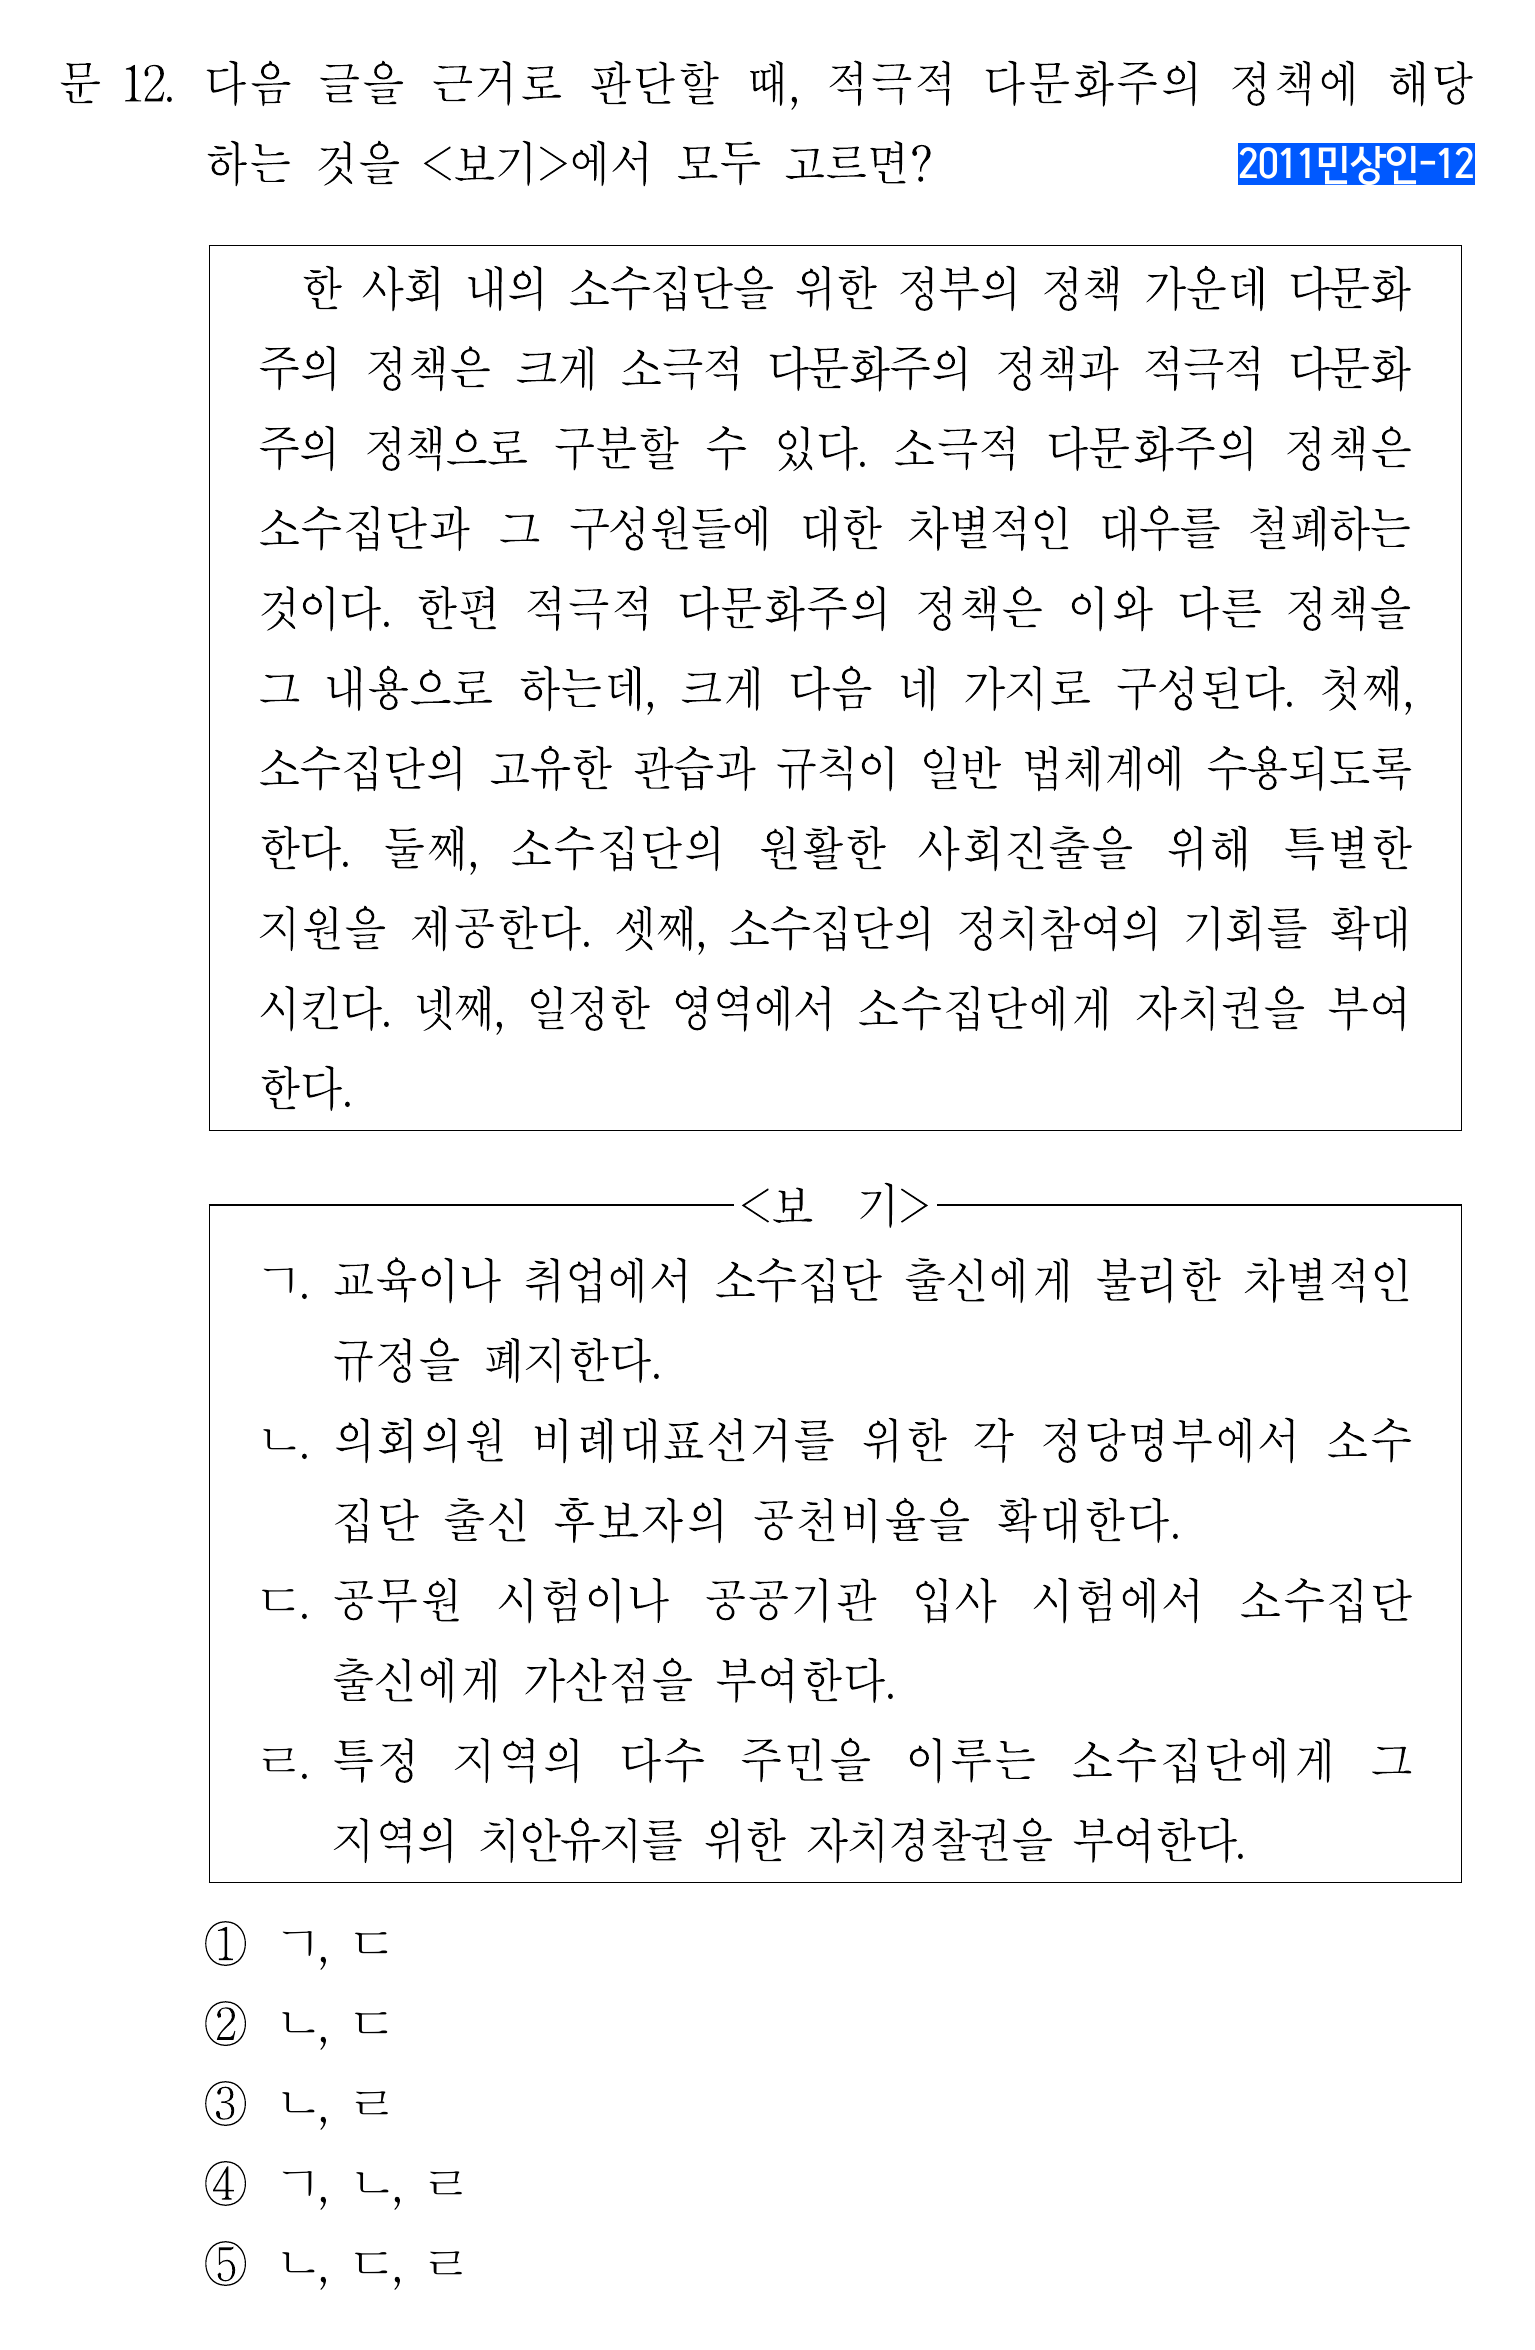 문 12. 다음 글을 근거로 판단할 때, 적극적 다문화주의 정책에 해당
하는 것을 <보기>에서 모두 고르면?
2011민상인-12
한 사회 내의 소수집단을 위한 정부의 정책 가운데 다문화
주의 정책은 크게 소극적 다문화주의 정책과 적극적 다문화
주의 정책으로 구분할 수 있다. 소극적 다문화주의 정책은
소수집단과 그 구성원들에 대한 차별적인 대우를 철폐하는
것이다. 한편 적극적 다문화주의 정책은 이와 다른 정책을
그 내용으로 하는데, 크게 다음 네 가지로 구성된다. 첫째,
소수집단의 고유한 관습과 규칙이 일반 법체계에 수용되도록
한다. 둘째, 소수집단의 원활한 사회진출을 위해 특별한
지원을 제공한다. 셋째, 소수집단의 정치참여의 기회를 확대
시킨다. 넷째, 일정한 영역에서 소수집단에게 자치권을 부여
한다.
<보 기>
ㄱ. 교육이나 취업에서 소수집단 출신에게 불리한 차별적인
규정을 폐지한다.
ㄴ. 의회의원 비례대표선거를 위한 각 정당명부에서 소수
집단 출신 후보자의 공천비율을 확대한다.
ㄷ. 공무원 시험이나 공공기관 입사 시험에서 소수집단
출신에게 가산점을 부여한다.
ㄹ. 특정 지역의 다수 주민을 이루는 소수집단에게 그
지역의 치안유지를 위한 자치경찰권을 부여한다.
① ㄱ, ㄷ
② ㄴ, ㄷ
③ ㄴ, ㄹ
④ ㄱ, ㄴ, ㄹ
⑤ ㄴ, ㄷ, ㄹ